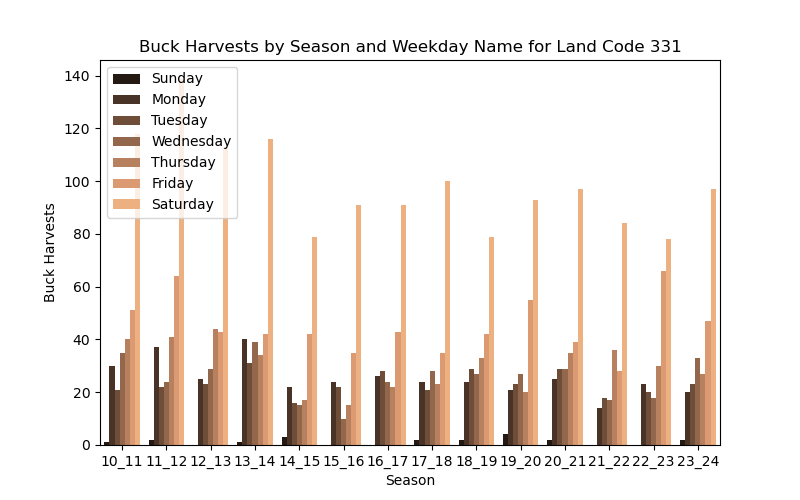 Buck Harvests by Season and Weekday Name for Land Code 331
140
120
100
80
60
40
20
0
Buck Harvests
Sunday
Monday
Tuesday
Wednesday
Thursday
Friday
Saturday
10_11 11_12 12_13 13_14 14_15 15_16 16_17 17_18 18_19 19_20 20_21 21_22 22_23 23_24
Season